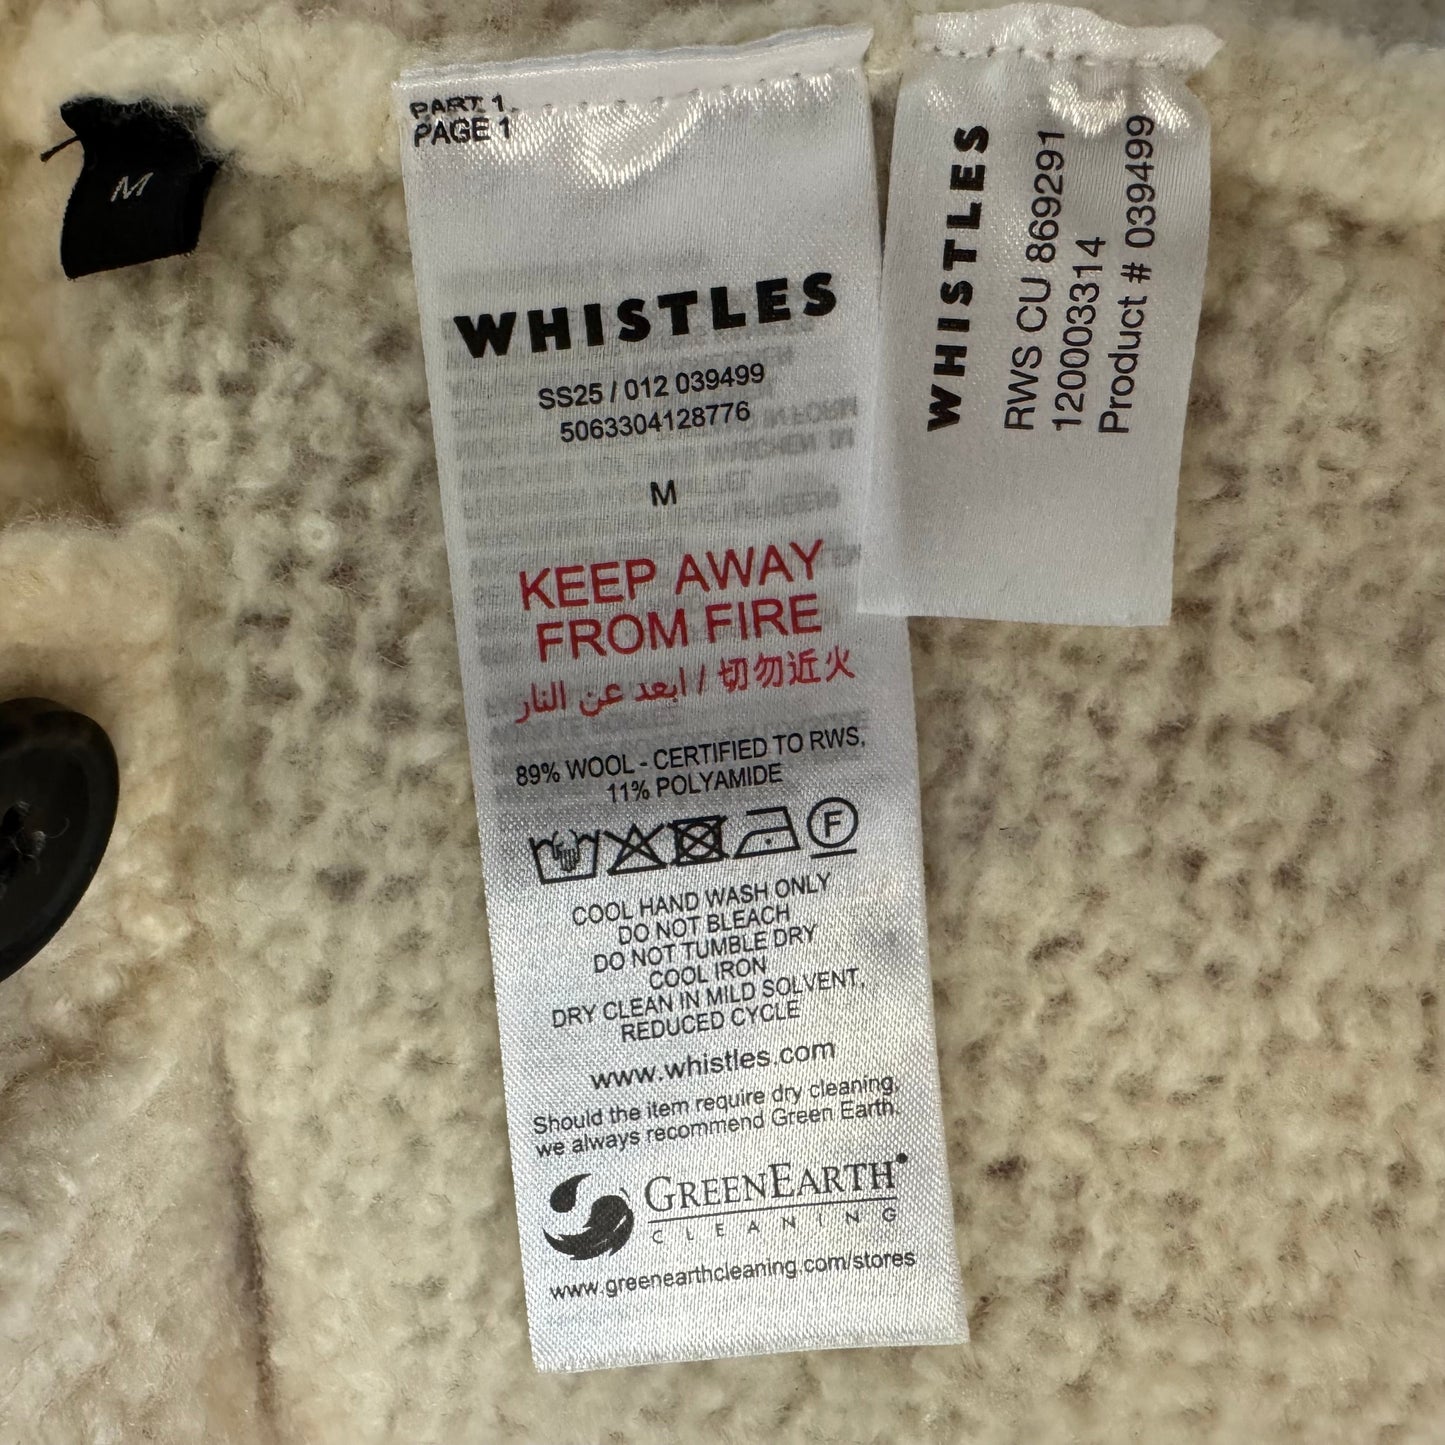 M
PART 1
PAGE 1
WHISTLES
SS25 / 012 039499
5063304128776
M
KEEP AWAY
FROM FIRE
ابعد عن النار / 切勿近火
89% WOOL - CERTIFIED TO RWS,
11% POLYAMIDE
F
COOL HAND WASH ONLY
DO NOT BLEACH
DO NOT TUMBLE DRY
COOL IRON
DRY CLEAN IN MILD SOLVENT,
REDUCED CYCLE
www.whistles.com
Should the item require dry cleaning,
we always recommend Green Earth.
GREENEARTH
CLEANING
www.greenearthcleaning.com/stores
WHISTLES
RWS CU 869291
120003314
Product # 039499